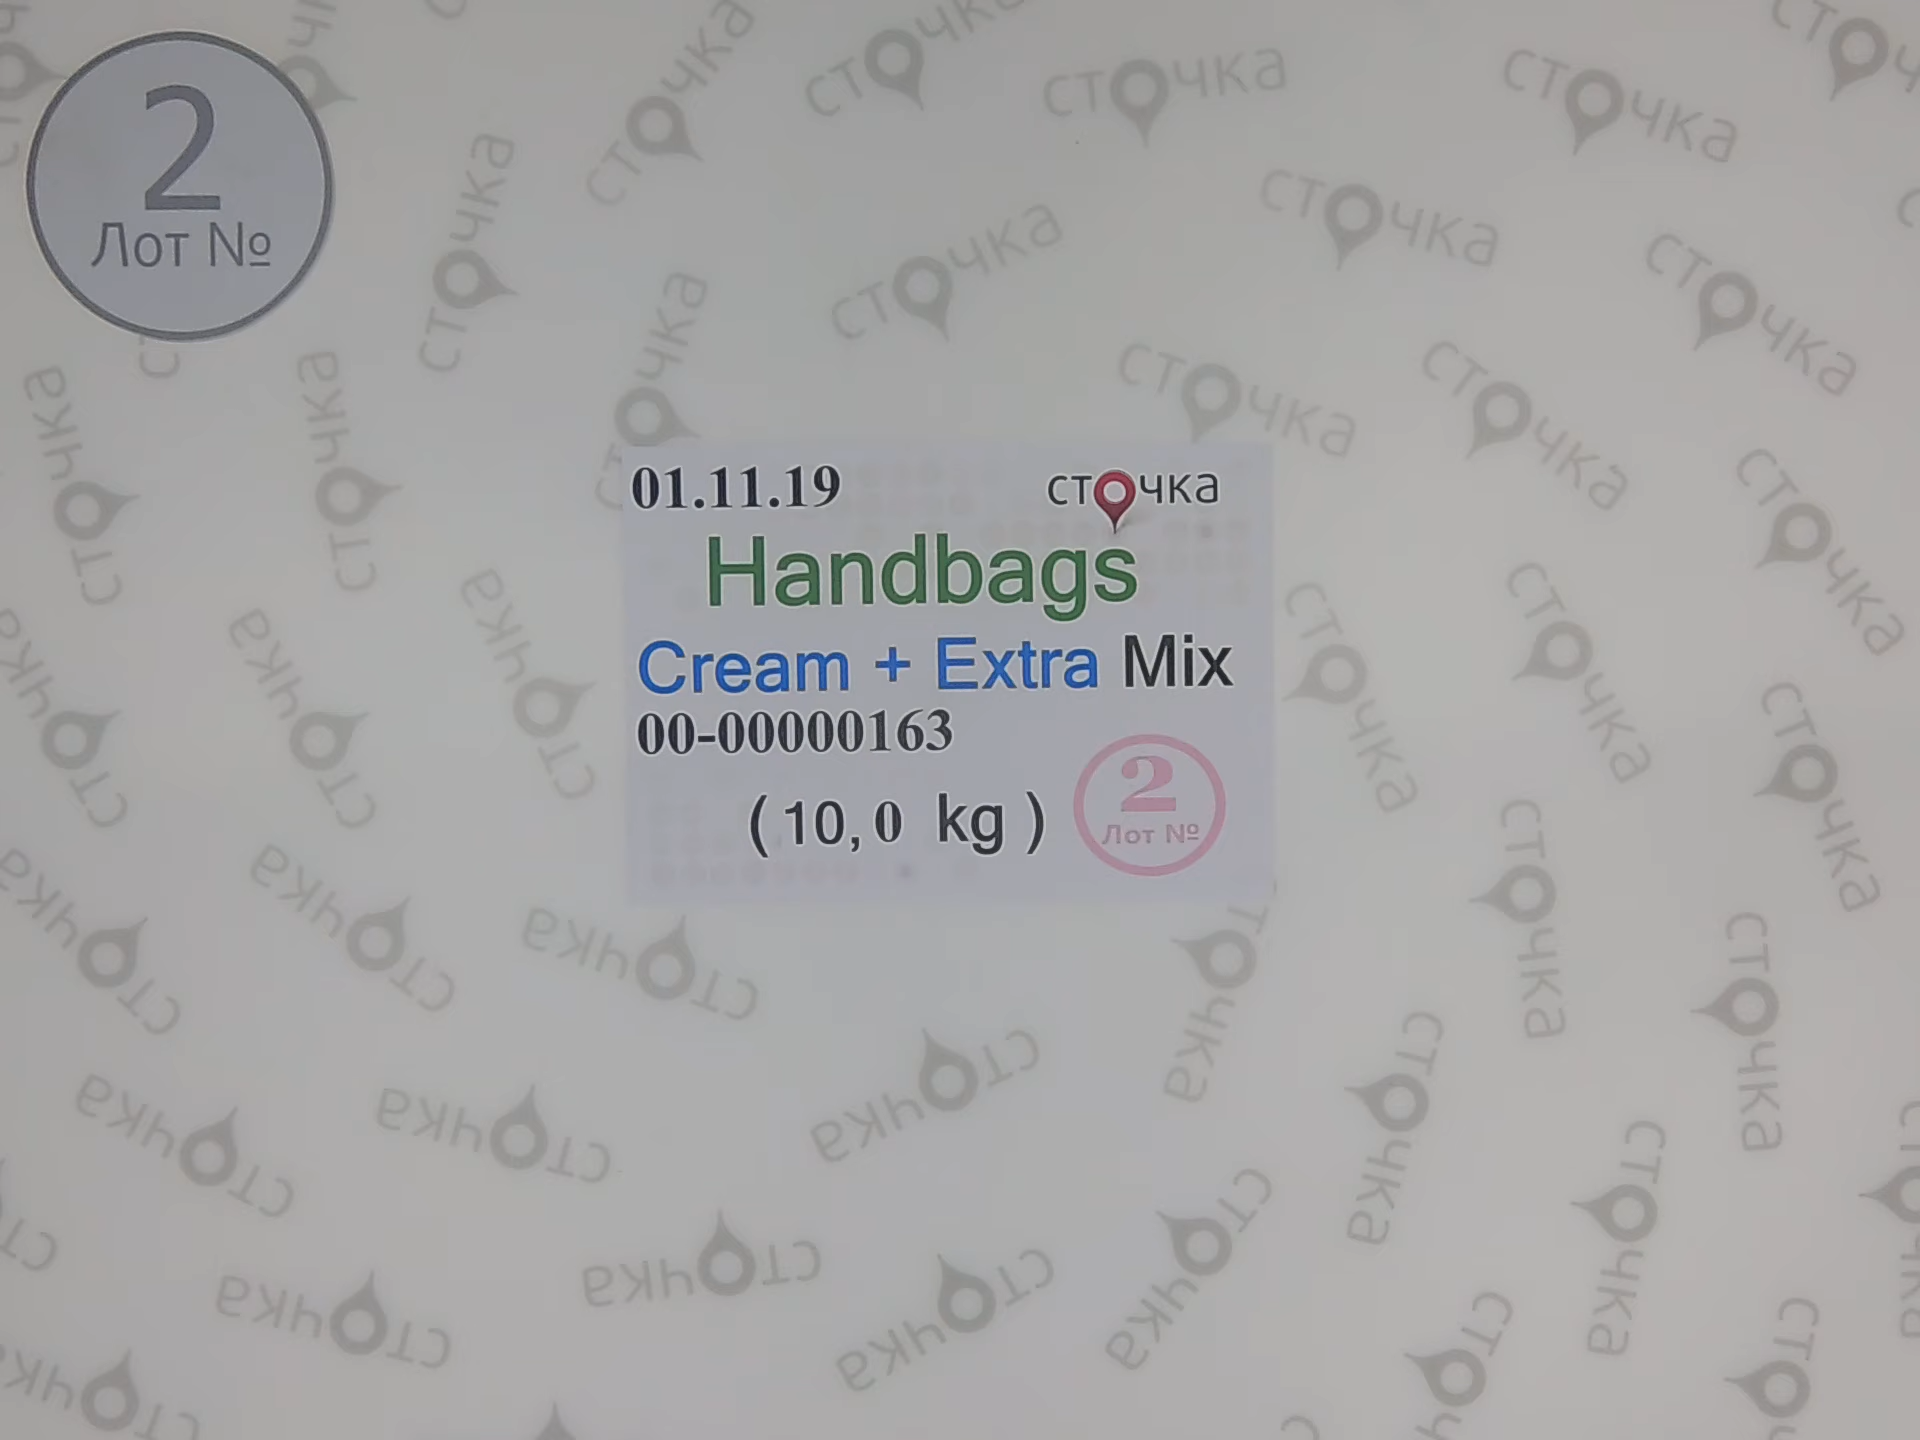 2
Лот №
01.11.19 сточка
Handbags
Cream + Extra Mix
00-00000163
(10,0 kg)
2
Лот №